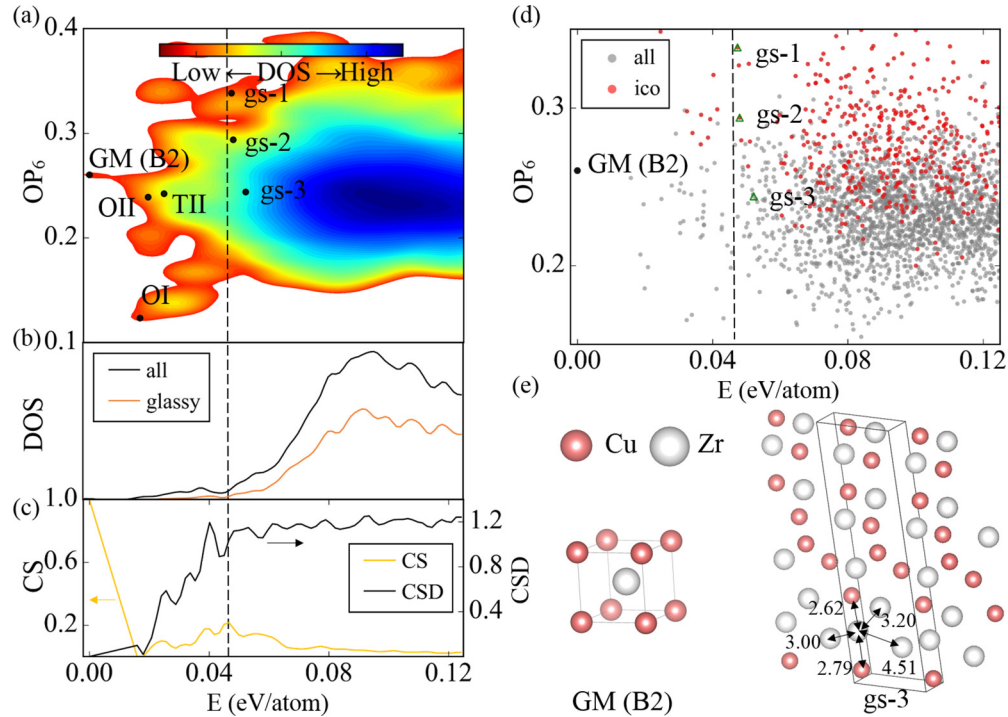 (a)
0.4
OP6
0.3
0.2
0.1
Low ← DOS → High
gs-1
gs-2
gs-3
GM (B2)
OII
TII
OI
(b)
DOS
all
glassy
(c)
1.0
0.8
CS
0.6
0.4
0.2
CS
CSD
1.2
0.8
0.4
CSD
0.00
0.04
0.08
0.12
E (eV/atom)
(d)
0.3
OP6
0.2
all
ico
gs-1
gs-2
gs-3
GM (B2)
0.00
0.04
0.08
0.12
E (eV/atom)
(e)
Cu
Zr
GM (B2)
2.62
3.20
3.00
2.79
4.51
gs-3